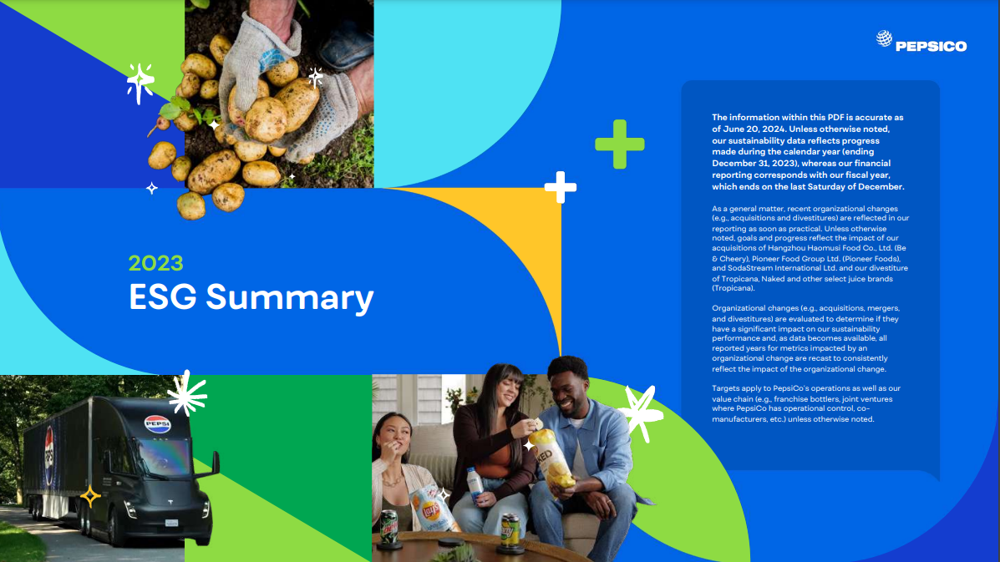 PEPSICO
The information within this PDF is accurate as
of June 20, 2024. Unless otherwise noted,
our sustainability data reflects progress
made during the calendar year (ending
December 31, 2023), whereas our financial
reporting corresponds with our fiscal year,
which ends on the last Saturday of December.
As a general matter, recent organizational changes
(e.g., acquisitions and divestitures) are reflected in our
reporting as soon as practical. Unless otherwise
noted, goals and progress reflect the impact of our
acquisitions of Hangzhou Haomusi Food Co., Ltd. (Be
& Cheery), Pioneer Food Group Ltd. (Pioneer Foods),
and SodaStream International Ltd. and our divestiture
of Tropicana, Naked and other select juice brands
(Tropicana).
Organizational changes (e.g., acquisitions, mergers,
and divestitures) are evaluated to determine if they
have a significant impact on our sustainability
performance and, as data becomes available, all
reported years for metrics impacted by an
organizational change are recast to consistently
reflect the impact of the organizational change.
Targets apply to PepsiCo's operations as well as our
value chain (e.g., franchise bottlers, joint ventures
where PepsiCo has operational control, co-
manufacturers, etc.) unless otherwise noted.
2023
ESG Summary
PEPSI
KED
Lay's